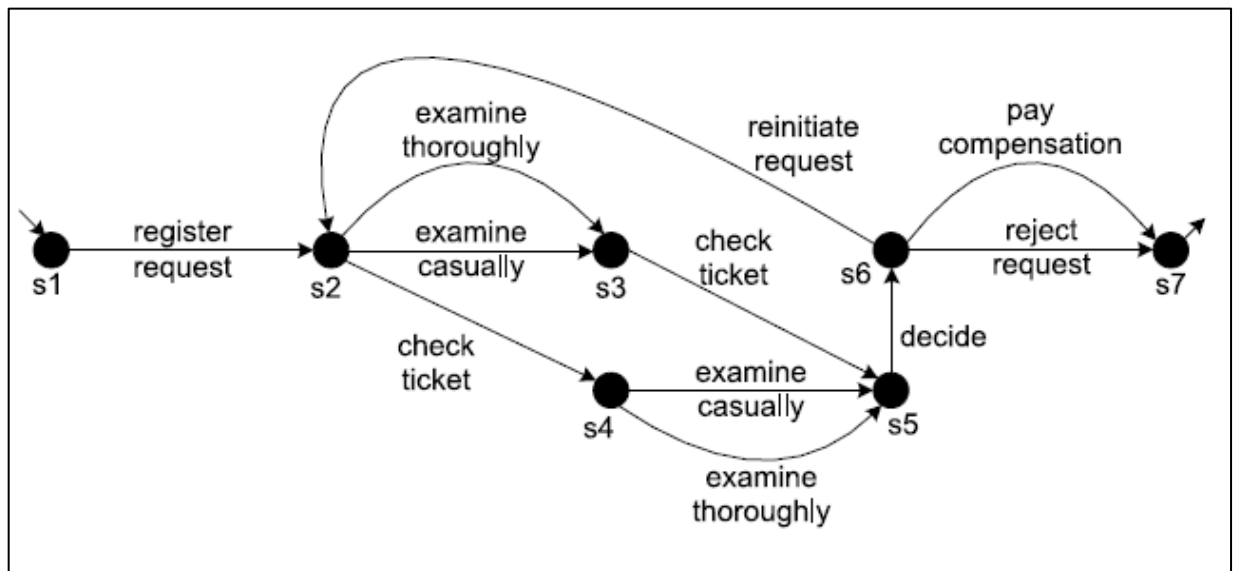 examine
thoroughly
reinitiate
request
pay
compensation
register
request
examine
casually
check
ticket
reject
request
s1
s2
s3
s6
s7
check
ticket
decide
examine
casually
s4
s5
examine
thoroughly